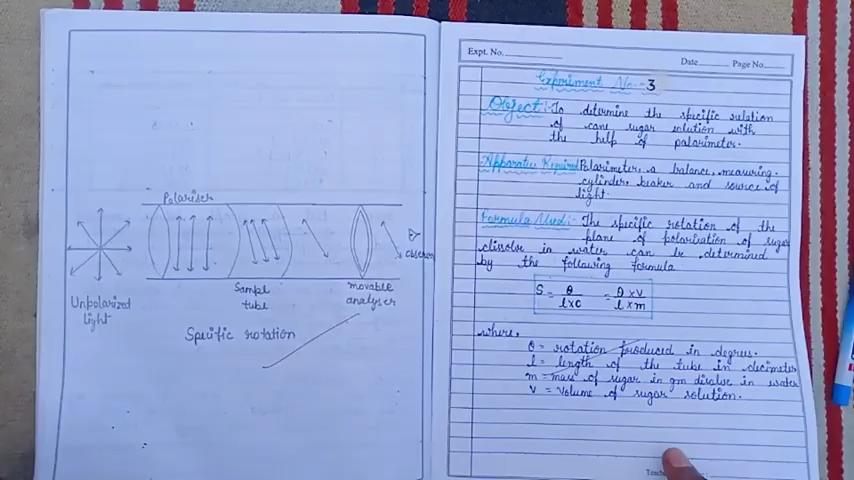 Polariser
observer
Unpolarized
light
Sampel
tube
movable
analyser
Specific rotation
Expt. No.
Date Page No
Experiment No.-3
Object:- To determine the specific relation
of cane sugar solution with
the help of polarimeter.
Apparatus Required Polarimeter, a balance, measuring.
cylinder, beaker and source of
light.
Formula Used:- The specific rotation of the
plane of polarisation of sugar
dissolve in water can be determined
by the following formula
S = θ / l×c = θ×v / l×m
where,
θ = rotation produced in degrees.
l = length of the tube in decimeter
m = mass of sugar in gm disolve in water
v = volume of sugar solution.